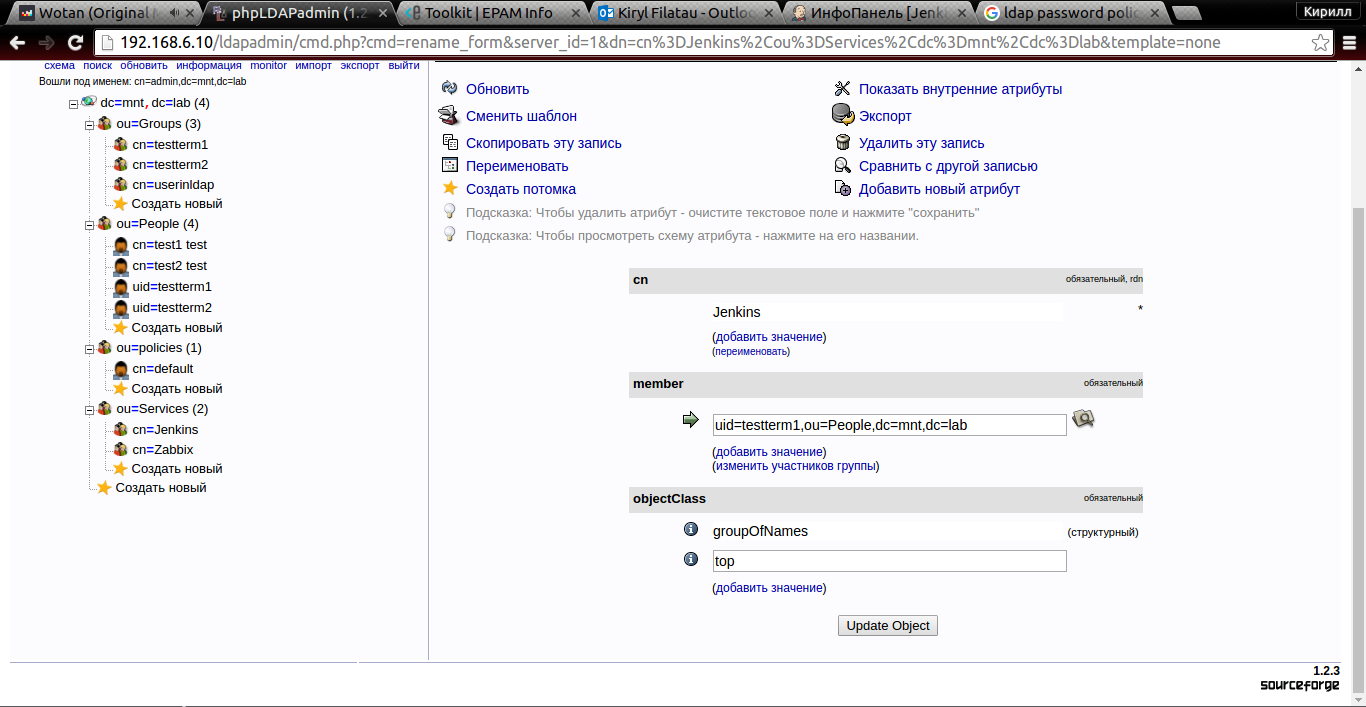 Wotan (Original M
phpLDAPadmin (1.2
Toolkit | EPAM Info
Kiryl Filatau - Outlo
ИнфоПанель [Jenk
ldap password polic
Кирилл
192.168.6.10/ldapadmin/cmd.php?cmd=rename_form&server_id=1&dn=cn%3DJenkins%2Cou%3DServices%2Cdc%3Dmnt%2Cdc%3Dlab&template=none
схема поиск обновить информация monitor импорт экспорт выйти
Вошли под именем: cn=admin,dc=mnt,dc=lab
dc=mnt, dc=lab (4)
ou=Groups (3)
cn=testterm1
cn=testterm2
cn=userinldap
Создать новый
ou=People (4)
cn=test1 test
cn=test2 test
uid=testterm1
uid=testterm2
Создать новый
ou=policies (1)
cn=default
Создать новый
ou=Services (2)
cn=Jenkins
cn=Zabbix
Создать новый
Создать новый
Обновить
Показать внутренние атрибуты
Сменить шаблон
Экспорт
Скопировать эту запись
Удалить эту запись
Переименовать
Сравнить с другой записью
Создать потомка
Добавить новый атрибут
Подсказка: Чтобы удалить атрибут - очистите текстовое поле и нажмите "сохранить"
Подсказка: Чтобы просмотреть схему атрибута - нажмите на его названии.
cn обязательный, rdn
Jenkins *
(добавить значение)
(переименовать)
member обязательный
uid=testterm1,ou=People,dc=mnt,dc=lab
(добавить значение)
(изменить участников группы)
objectClass обязательный
groupOfNames (структурный)
top
(добавить значение)
Update Object
1.2.3
sourceforge